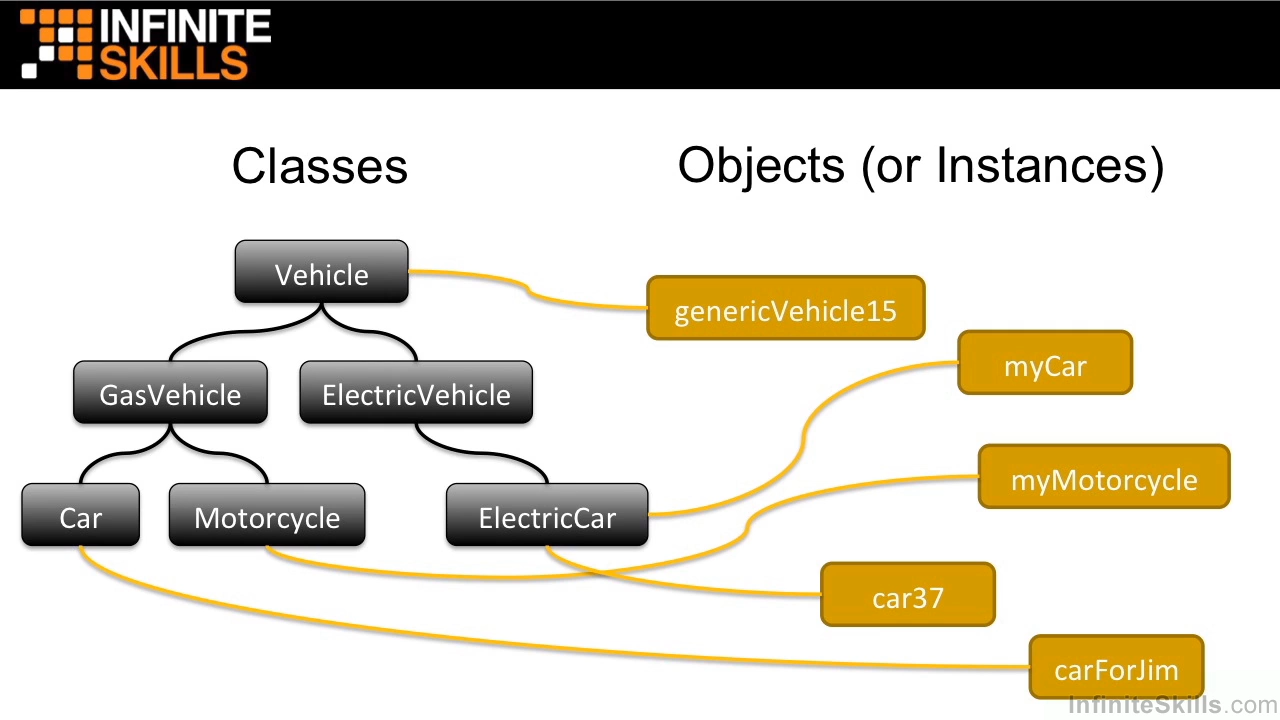 INFINITE
SKILLS
Classes
Objects (or Instances)
Vehicle
genericVehicle15
myCar
GasVehicle
ElectricVehicle
myMotorcycle
Car
Motorcycle
ElectricCar
car37
carForJim
InfiniteSkills.com